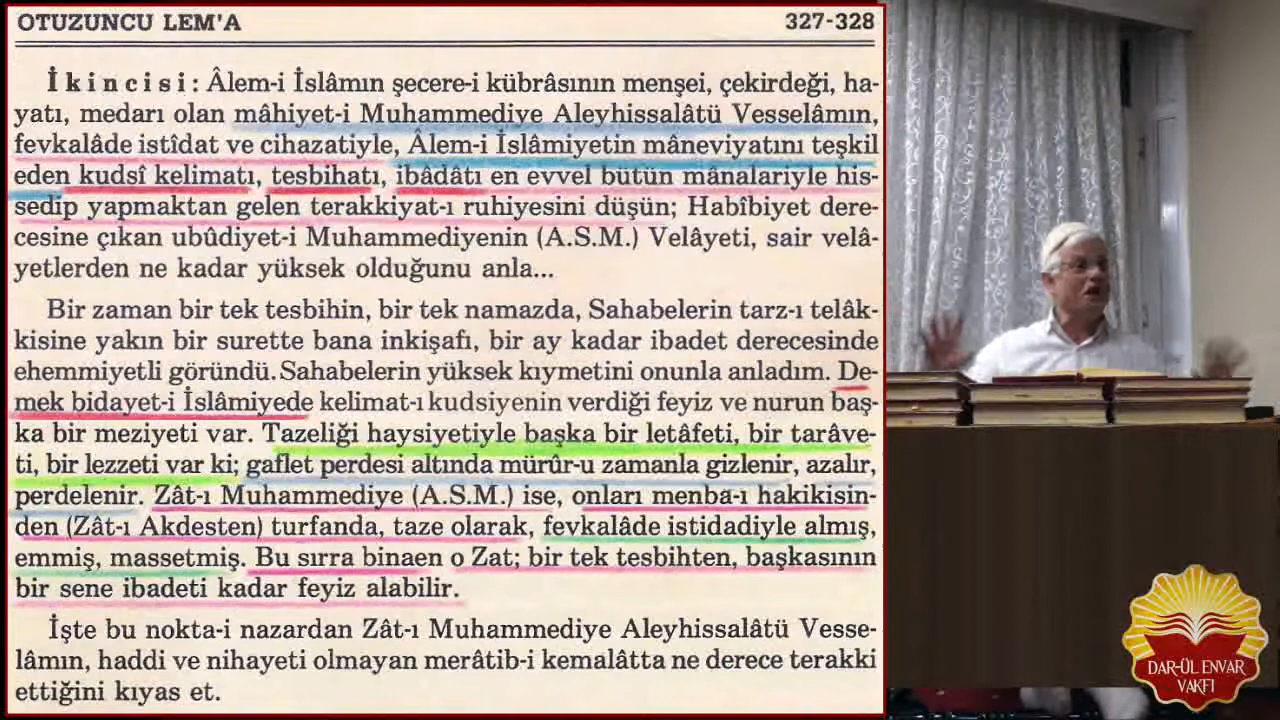 OTUZUNCU LEM'A 327-328
İkincisi: Âlem-i İslâmın şecere-i kübrâsının menşei, çekirdeği, ha-
yatı, medarı olan mâhiyet-i Muhammediye Aleyhissalâtü Vesselâmın,
fevkalâde istîdat ve cihazatiyle, Âlem-i İslâmiyetin mâneviyatını teşkil
eden kudsî kelimatı, tesbihatı, ibâdâtı en evvel bütün mânalariyle his-
sedip yapmaktan gelen terakkiyat-ı ruhiyesini düşün; Habîbiyet dere-
cesine çıkan ubûdiyet-i Muhammediyenin (A.S.M.) Velâyeti, sair velâ-
yetlerden ne kadar yüksek olduğunu anla...
Bir zaman bir tek tesbihin, bir tek namazda, Sahabelerin tarz-ı telâk-
kisine yakın bir surette bana inkişafı, bir ay kadar ibadet derecesinde
ehemmiyetli göründü. Sahabelerin yüksek kıymetini onunla anladım. De-
mek bidayet-i İslâmiyede kelimat-ı kudsiyenin verdiği feyiz ve nurun baş-
ka bir meziyeti var. Tazeliği haysiyetiyle başka bir letâfeti, bir tarâve-
ti, bir lezzeti var ki; gaflet perdesi altında mürûr-u zamanla gizlenir, azalır,
perdelenir. Zât-ı Muhammediye (A.S.M.) ise, onları menba-ı hakikisin-
den (Zât-ı Akdesten) turfanda, taze olarak, fevkalâde istidadiyle almış,
emmiş, massetmiş. Bu sırra binaen o Zat; bir tek tesbihten, başkasının
bir sene ibadeti kadar feyiz alabilir.
İşte bu nokta-i nazardan Zât-ı Muhammediye Aleyhissalâtü Vesse-
lâmın, haddi ve nihayeti olmayan merâtib-i kemalâtta ne derece terakki
ettiğini kıyas et.
DAR-ÜL ENVAR
VAKFI